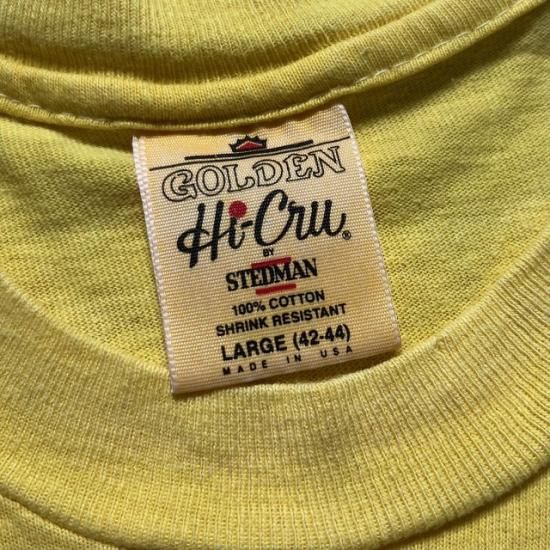 GOLDEN
Hi-Cru®
BY
STEDMAN
100% COTTON
SHRINK RESISTANT
LARGE (42-44)
MADE IN USA